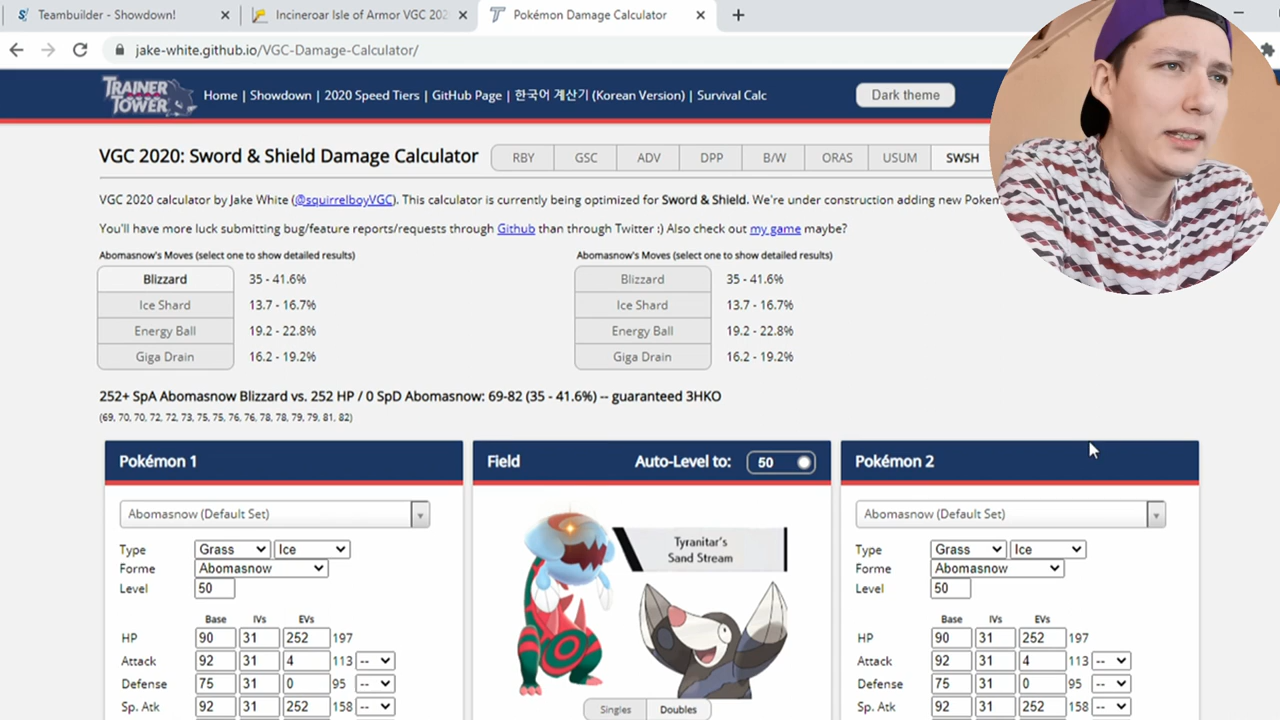 Teambuilder - Showdown!
Incineroar Isle of Armor VGC 202
Pokémon Damage Calculator
jake-white.github.io/VGC-Damage-Calculator/
TRAINER TOWER
Home | Showdown | 2020 Speed Tiers | GitHub Page | 한국어 계산기 (Korean Version) | Survival Calc
Dark theme
VGC 2020: Sword & Shield Damage Calculator
RBY GSC ADV DPP B/W ORAS USUM SWSH
VGC 2020 calculator by Jake White (@squirrelboyVGC). This calculator is currently being optimized for Sword & Shield. We're under construction adding new Poken
You'll have more luck submitting bug/feature reports/requests through Github than through Twitter :) Also check out my game maybe?
Abomasnow's Moves (select one to show detailed results)
Blizzard 35 - 41.6%
Ice Shard 13.7 - 16.7%
Energy Ball 19.2 - 22.8%
Giga Drain 16.2 - 19.2%
Abomasnow's Moves (select one to show detailed results)
Blizzard 35 - 41.6%
Ice Shard 13.7 - 16.7%
Energy Ball 19.2 - 22.8%
Giga Drain 16.2 - 19.2%
252+ SpA Abomasnow Blizzard vs. 252 HP / 0 SpD Abomasnow: 69-82 (35 - 41.6%) -- guaranteed 3HKO
(69, 70, 70, 72, 72, 73, 75, 75, 76, 76, 78, 78, 79, 79, 81, 82)
Pokémon 1
Abomasnow (Default Set)
Type Grass Ice
Forme Abomasnow
Level 50
Base IVs EVs
HP 90 31 252 197
Attack 92 31 4 113 --
Defense 75 31 0 95 --
Sp. Atk 92 31 252 158 --
Field Auto-Level to: 50
Tyranitar's
Sand Stream
Singles Doubles
Pokémon 2
Abomasnow (Default Set)
Type Grass Ice
Forme Abomasnow
Level 50
Base IVs EVs
HP 90 31 252 197
Attack 92 31 4 113 --
Defense 75 31 0 95 --
Sp. Atk 92 31 252 158 --